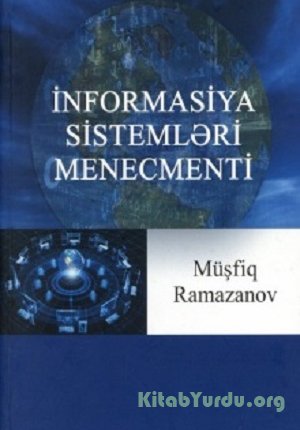 İNFORMASİYA
SİSTEMLƏRİ
MENECMENTİ
Müşfiq
Ramazanov
KitabYurdu.org